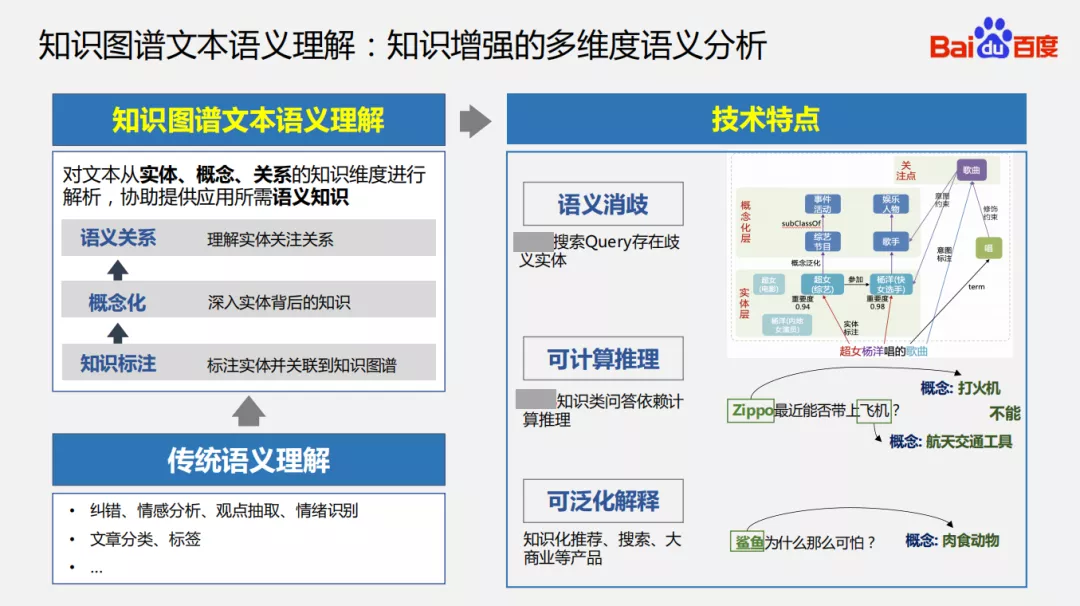 知识图谱文本语义理解：知识增强的多维度语义分析
Bai du 百度
知识图谱文本语义理解
对文本从实体、概念、关系的知识维度进行
解析，协助提供应用所需语义知识
语义关系 理解实体关注关系
概念化 深入实体背后的知识
知识标注 标注实体并关联到知识图谱
传统语义理解
• 纠错、情感分析、观点抽取、情绪识别
• 文章分类、标签
• ...
技术特点
语义消歧
搜索Query存在歧
义实体
关
注点
歌曲
概念化层
事件
活动
娱乐
人物
意图
约束
修饰
约束
subClassOf
综艺
节目
歌手
唱
概念泛化
意图
标注
实体层
超女
(电影)
超女
(综艺)
参加
杨洋(快
女选手)
term
重要度
0.94
重要度
0.98
杨洋(内地
女演员)
实体
标注
超女杨洋唱的歌曲
可计算推理
知识类问答依赖计
算推理
概念: 打火机
Zippo最近能否带上飞机？
不能
概念: 航天交通工具
可泛化解释
知识化推荐、搜索、大
商业等产品
鲨鱼为什么那么可怕？
概念: 肉食动物